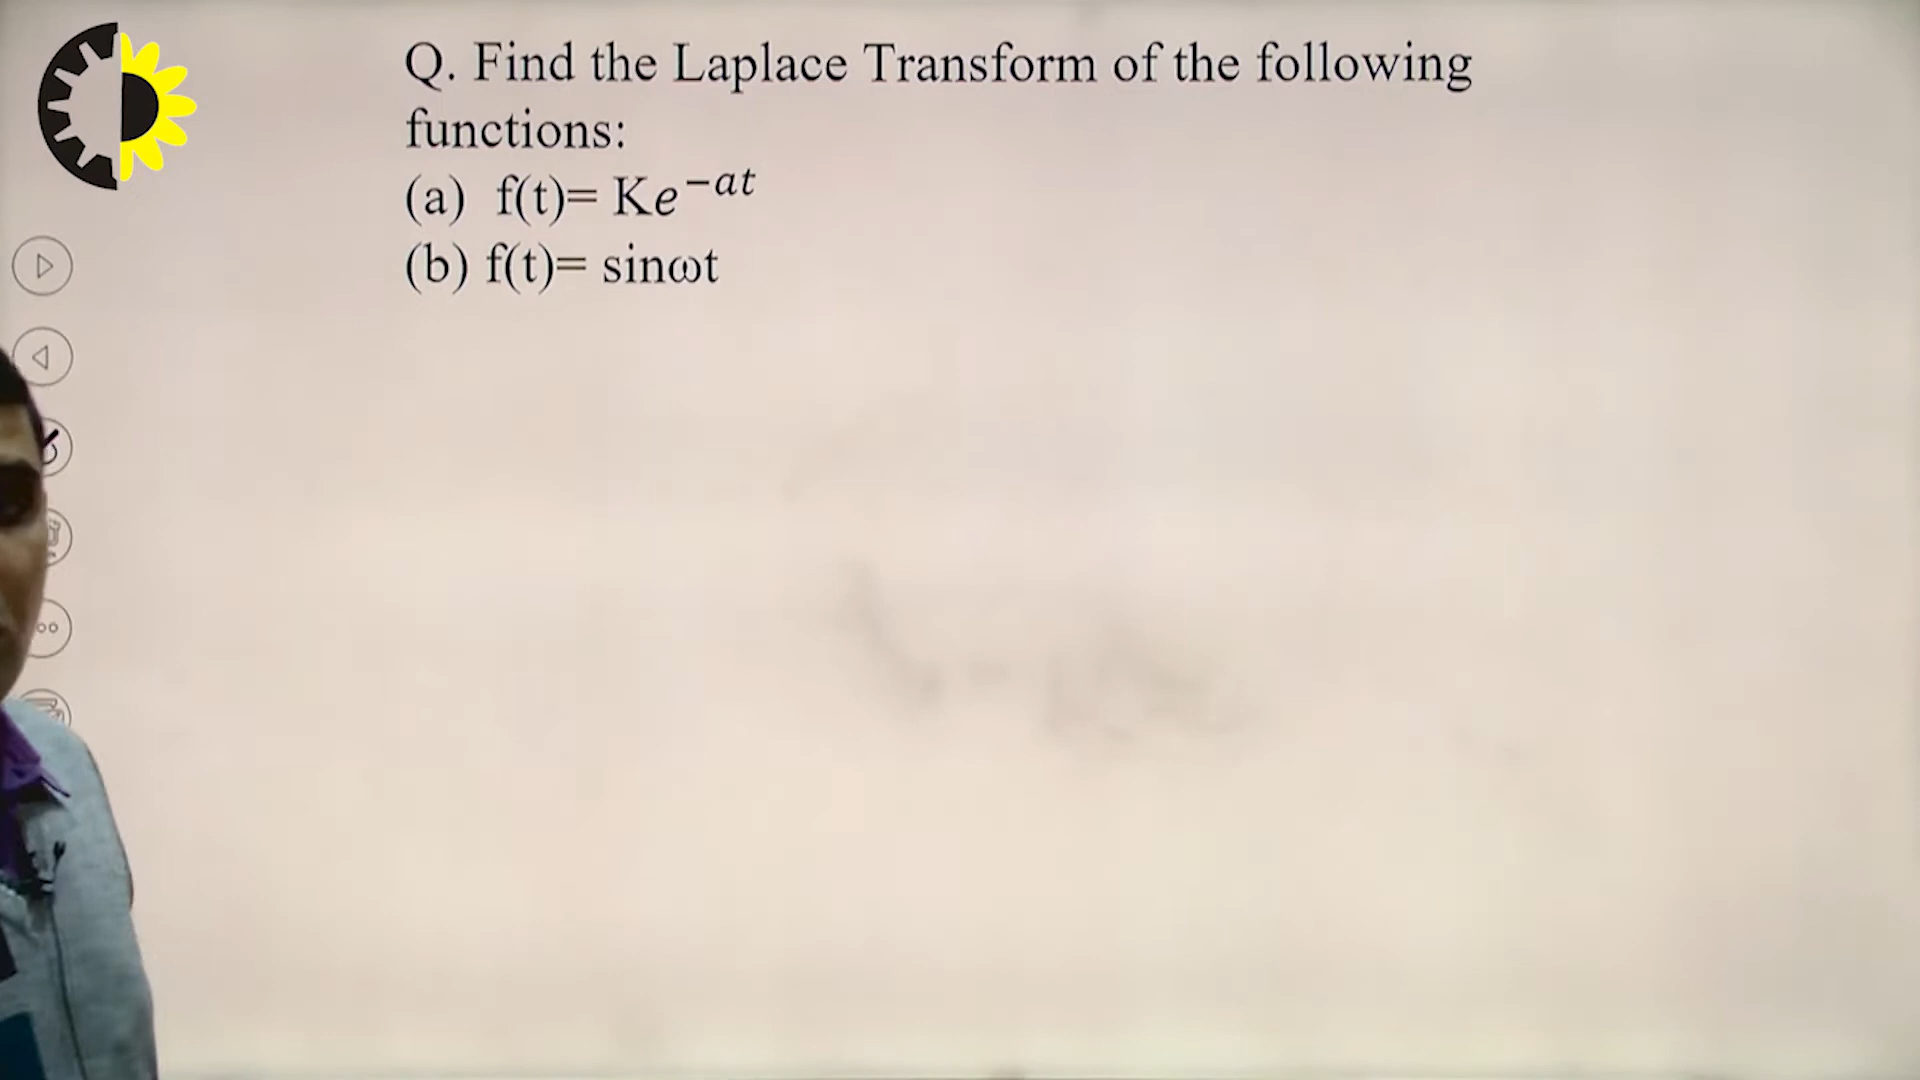 Q. Find the Laplace Transform of the following
functions:
(a) f(t)= Ke⁻ᵃᵗ
(b) f(t)= sinωt